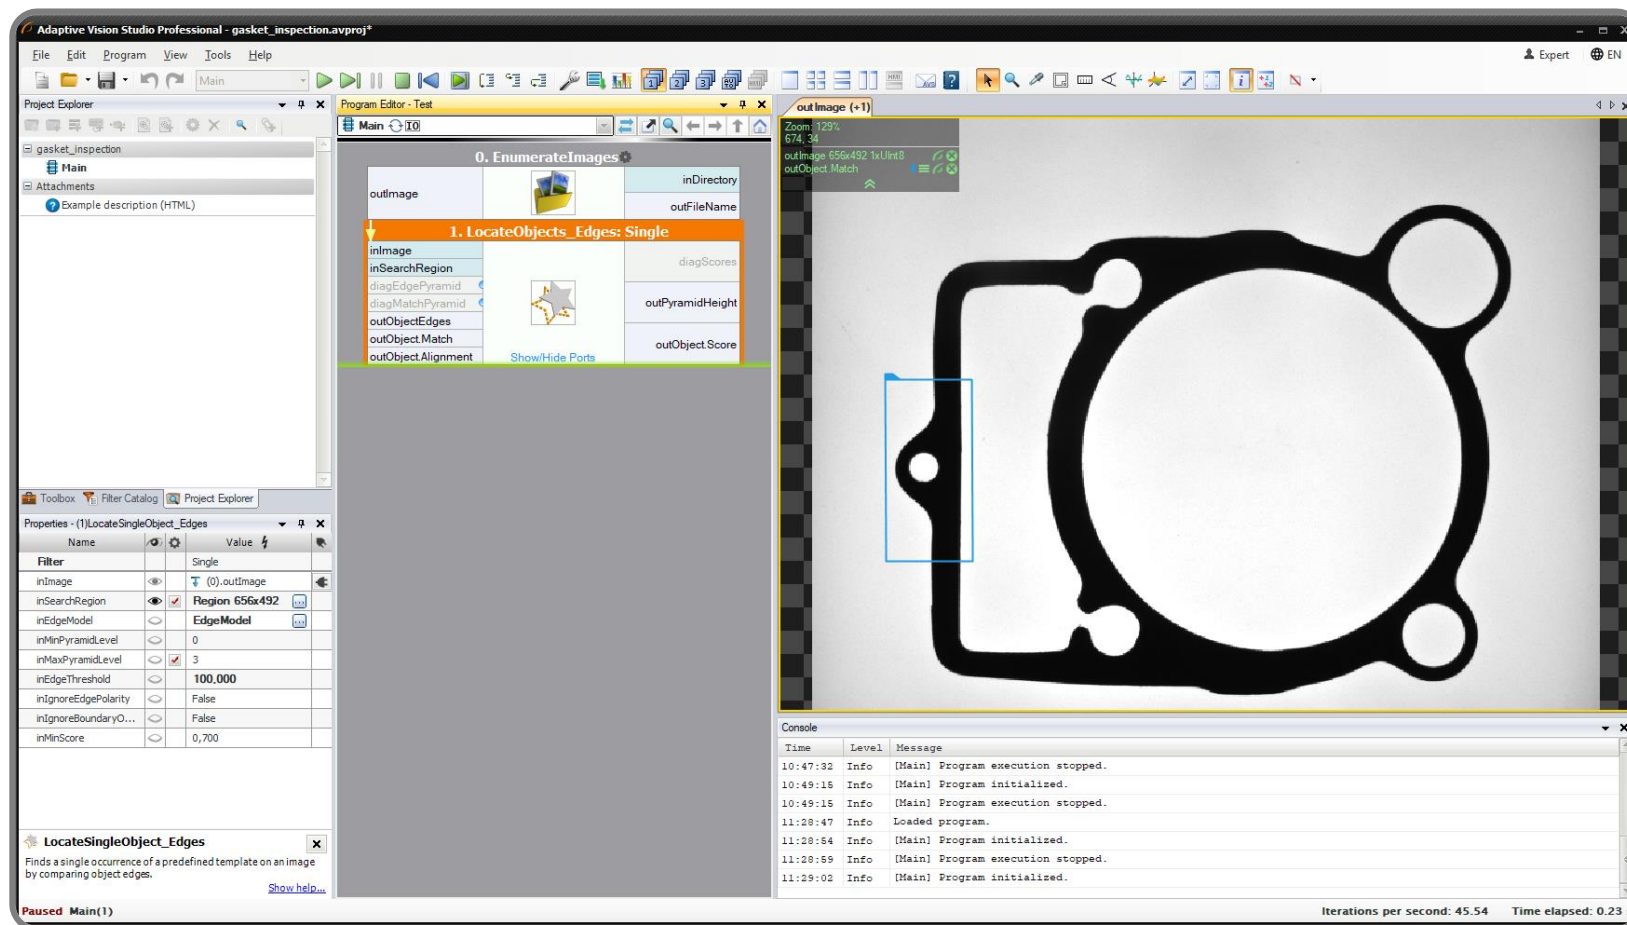 Adaptive Vision Studio Professional - gasket_inspection.avproj*
File Edit Program View Tools Help
Expert EN
Main
Project Explorer
gasket_inspection
Main
Attachments
Example description (HTML)
Toolbox Filter Catalog Project Explorer
Properties - (1)LocateSingleObject_Edges
Name Value
Filter Single
inImage (0).outImage
inSearchRegion Region 656x492
inEdgeModel EdgeModel
inMinPyramidLevel 0
inMaxPyramidLevel 3
inEdgeThreshold 100,000
inIgnoreEdgePolarity False
inIgnoreBoundaryO... False
inMinScore 0,700
LocateSingleObject_Edges
Finds a single occurrence of a predefined template on an image
by comparing object edges.
Show help...
Program Editor - Test
Main IO
0. EnumerateImages
outImage
inDirectory
outFileName
1. LocateObjects_Edges: Single
inImage
inSearchRegion
diagEdgePyramid
diagMatchPyramid
outObjectEdges
outObject.Match
outObject.Alignment
diagScores
outPyramidHeight
outObject.Score
Show/Hide Ports
outImage (+1)
Zoom: 129%
674, 34
outImage 656x492 1xUInt8
outObject.Match
Console
Time Level Message
10:47:32 Info [Main] Program execution stopped.
10:49:15 Info [Main] Program initialized.
10:49:15 Info [Main] Program execution stopped.
11:28:47 Info Loaded program.
11:28:54 Info [Main] Program initialized.
11:28:59 Info [Main] Program execution stopped.
11:29:02 Info [Main] Program initialized.
Paused Main(1)
Iterations per second: 45.54 Time elapsed: 0.23